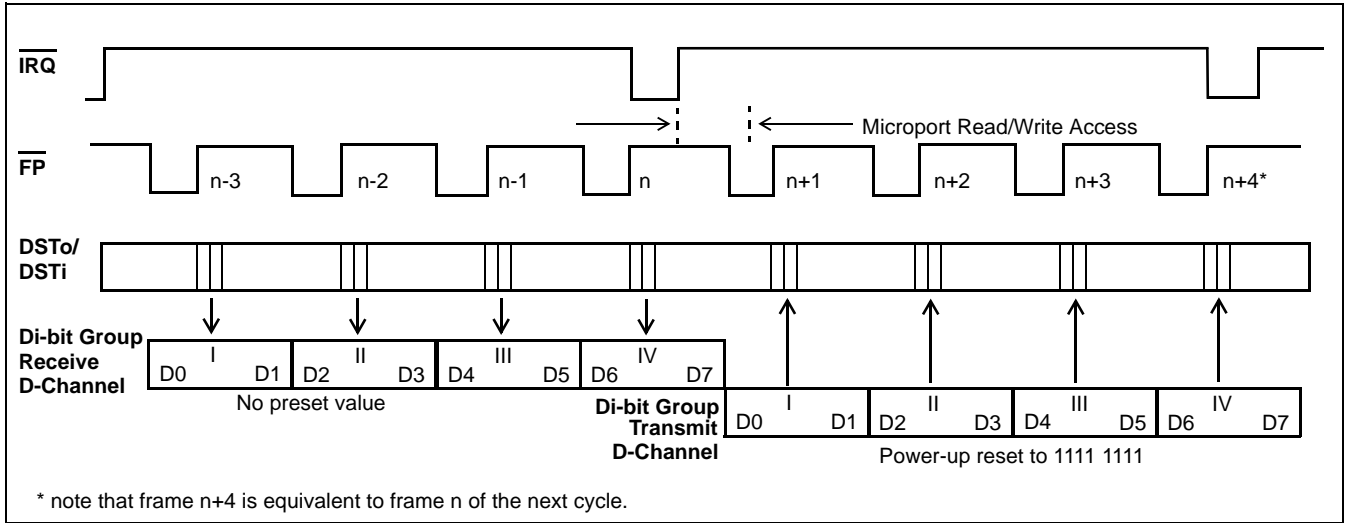 IRQ
Microport Read/Write Access
FP
n-3 n-2 n-1 n n+1 n+2 n+3 n+4*
DSTo/
DSTi
Di-bit Group
Receive
D-Channel
I II III IV
D0 D1 D2 D3 D4 D5 D6 D7
No preset value
Di-bit Group
Transmit
D-Channel
I II III IV
D0 D1 D2 D3 D4 D5 D6 D7
Power-up reset to 1111 1111
* note that frame n+4 is equivalent to frame n of the next cycle.